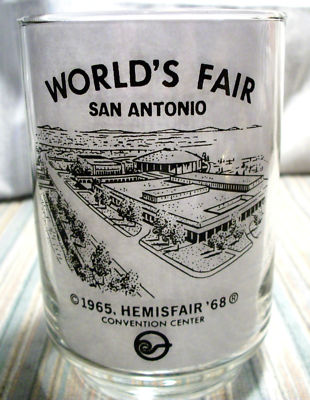 WORLD'S FAIR
SAN ANTONIO
©1965, HEMISFAIR '68®
CONVENTION CENTER